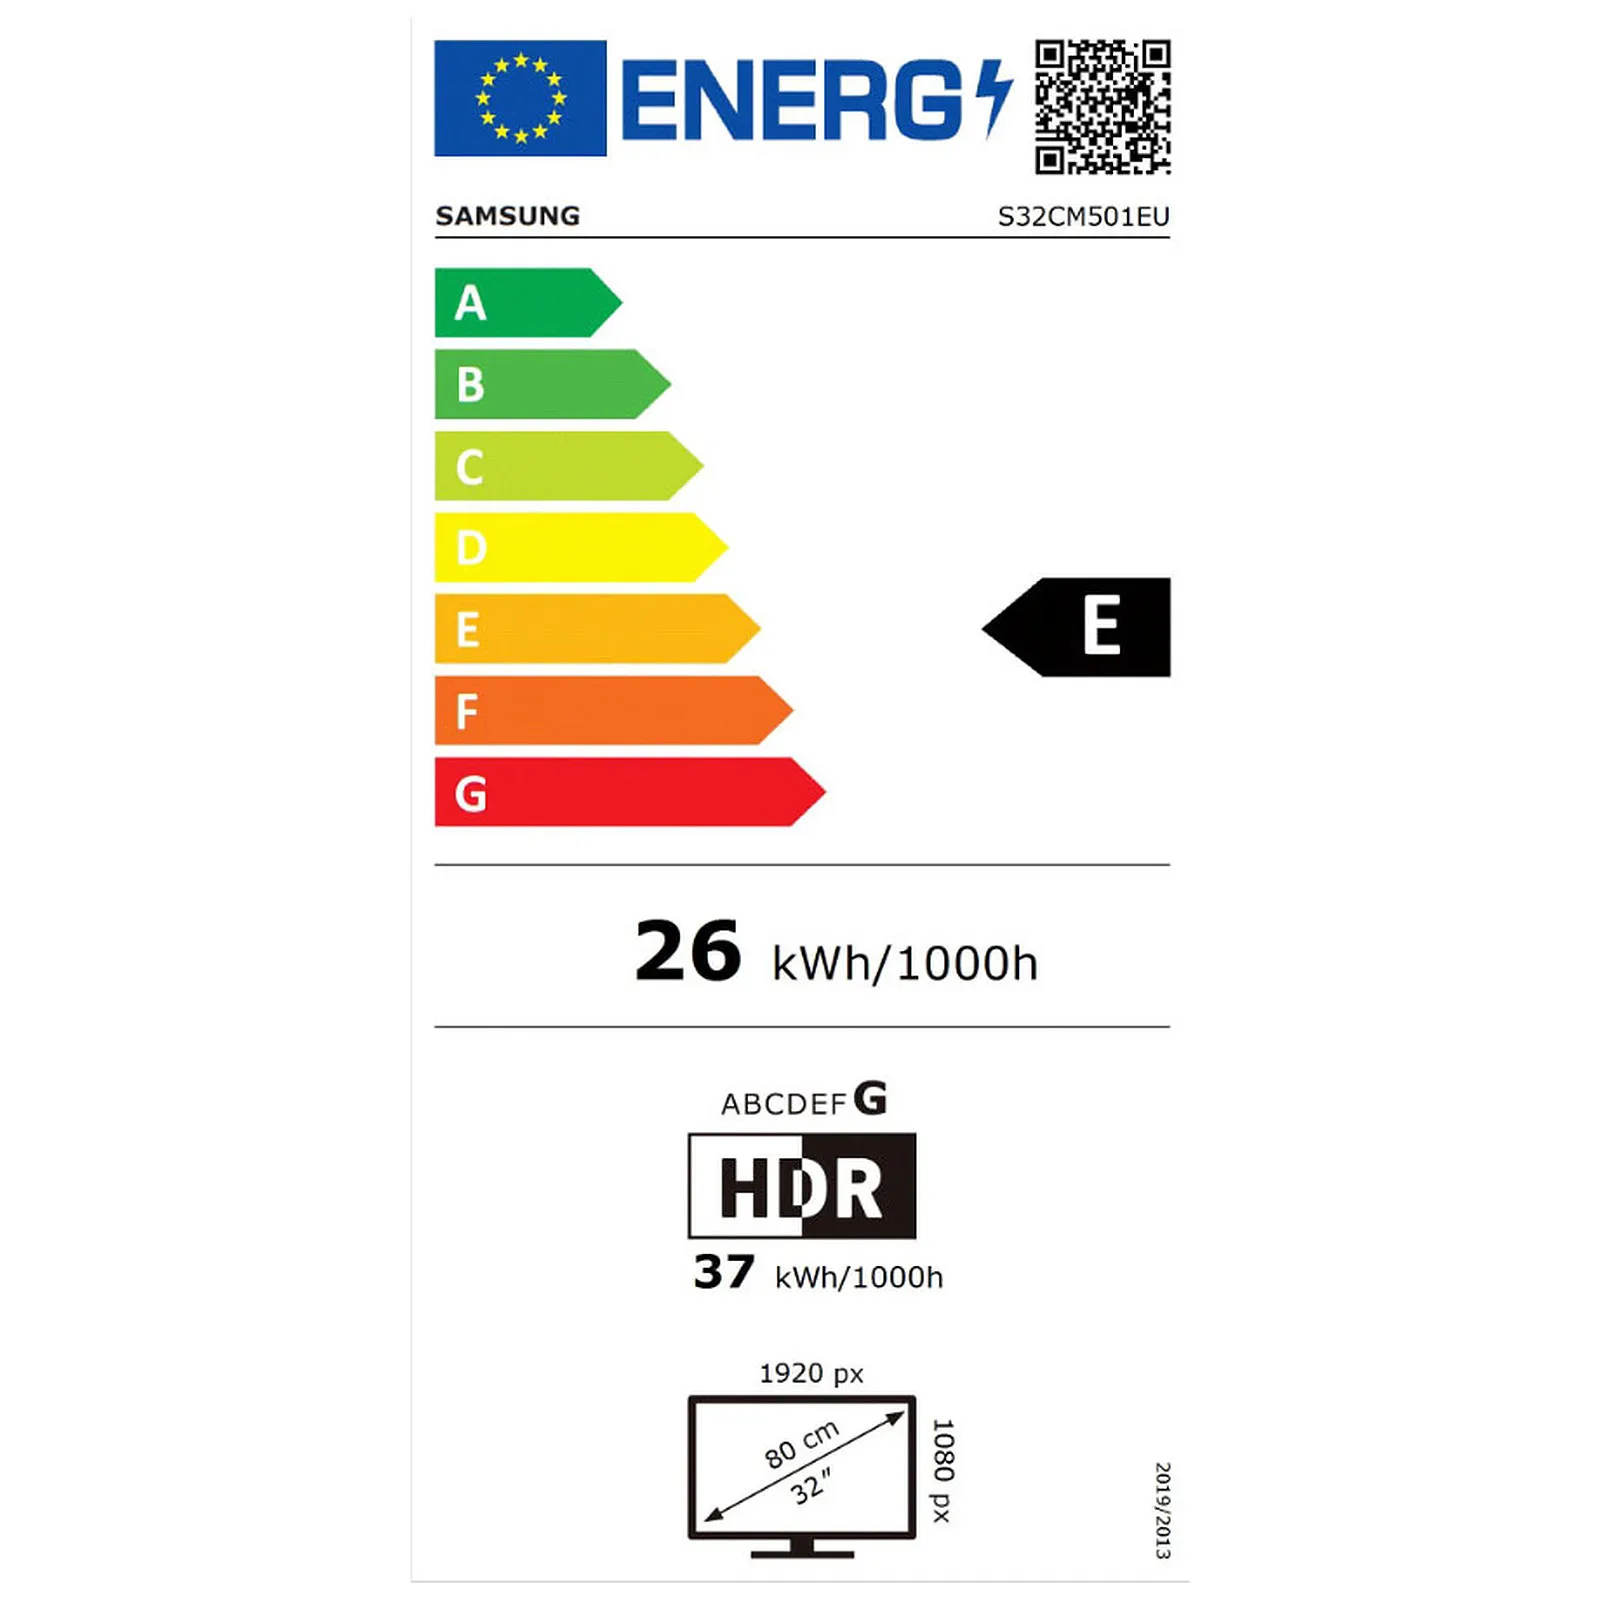 ENERG
SAMSUNG S32CM501EU
A
B
C
D
E
E
F
G
26 kWh/1000h
ABCDEFG
HDR
37 kWh/1000h
1920 px
80 cm
32"
1080 px
2019/2013